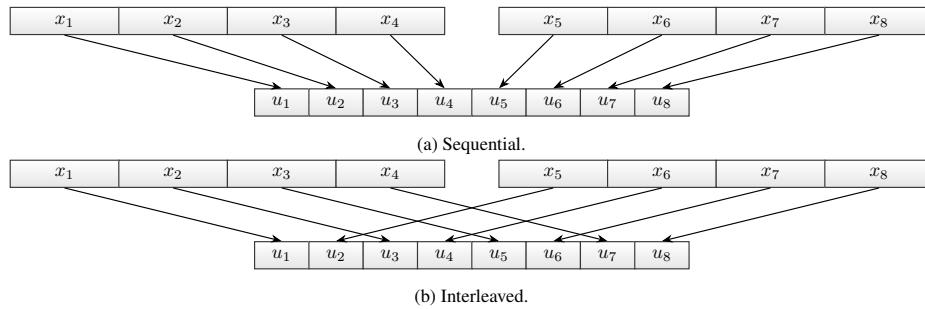 x₁ x₂ x₃ x₄ x₅ x₆ x₇ x₈
u₁ u₂ u₃ u₄ u₅ u₆ u₇ u₈
(a) Sequential.
x₁ x₂ x₃ x₄ x₅ x₆ x₇ x₈
u₁ u₂ u₃ u₄ u₅ u₆ u₇ u₈
(b) Interleaved.